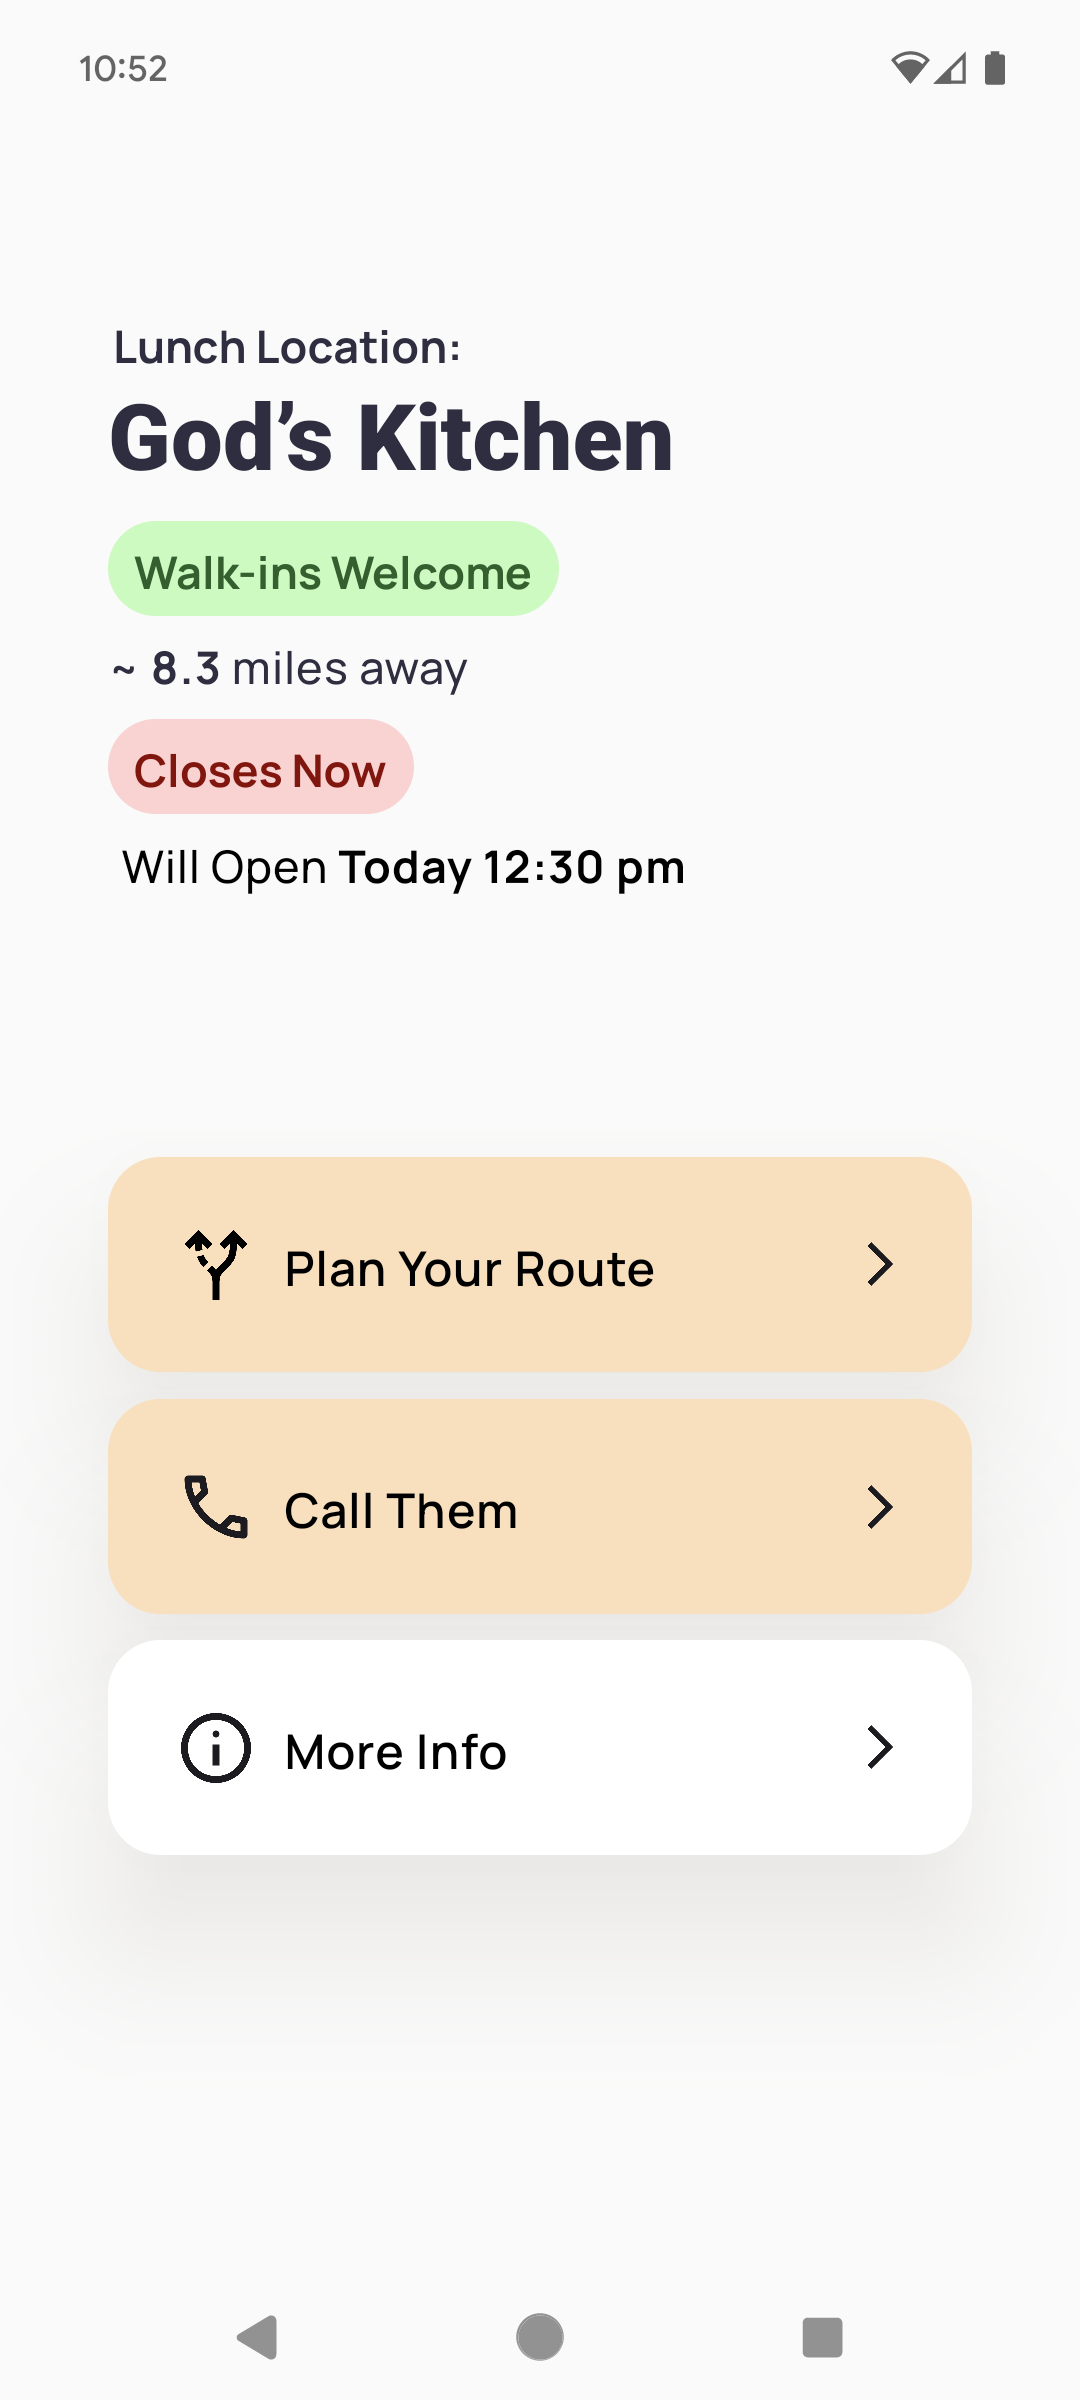 10:52
Lunch Location:
God’s Kitchen
Walk-ins Welcome
~ 8.3 miles away
Closes Now
Will Open Today 12:30 pm
Plan Your Route
Call Them
More Info